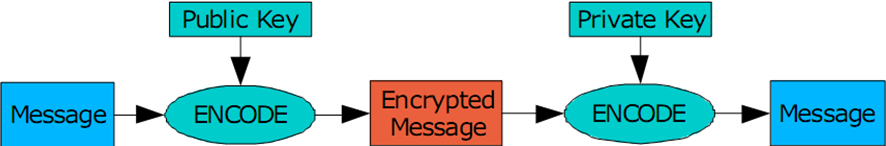 Public Key
Private Key
Message
ENCODE
Encrypted
Message
ENCODE
Message